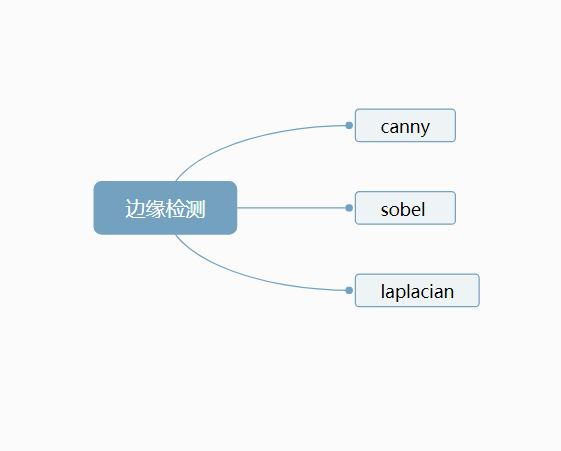 边缘检测
canny
sobel
laplacian